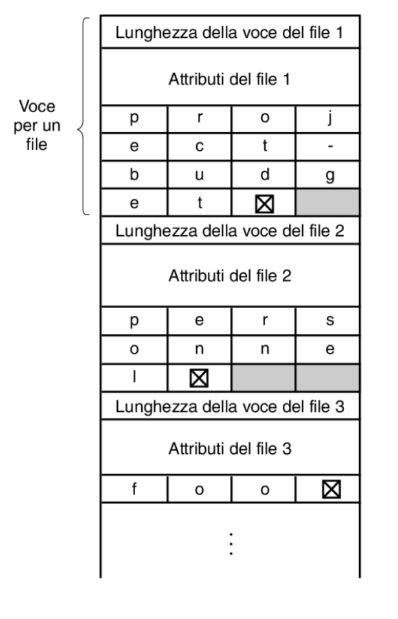 Lunghezza della voce del file 1
Attributi del file 1
Voce
per un
file
p r o j
e c t -
b u d g
e t
Lunghezza della voce del file 2
Attributi del file 2
p e r s
o n n e
l
Lunghezza della voce del file 3
Attributi del file 3
f o o